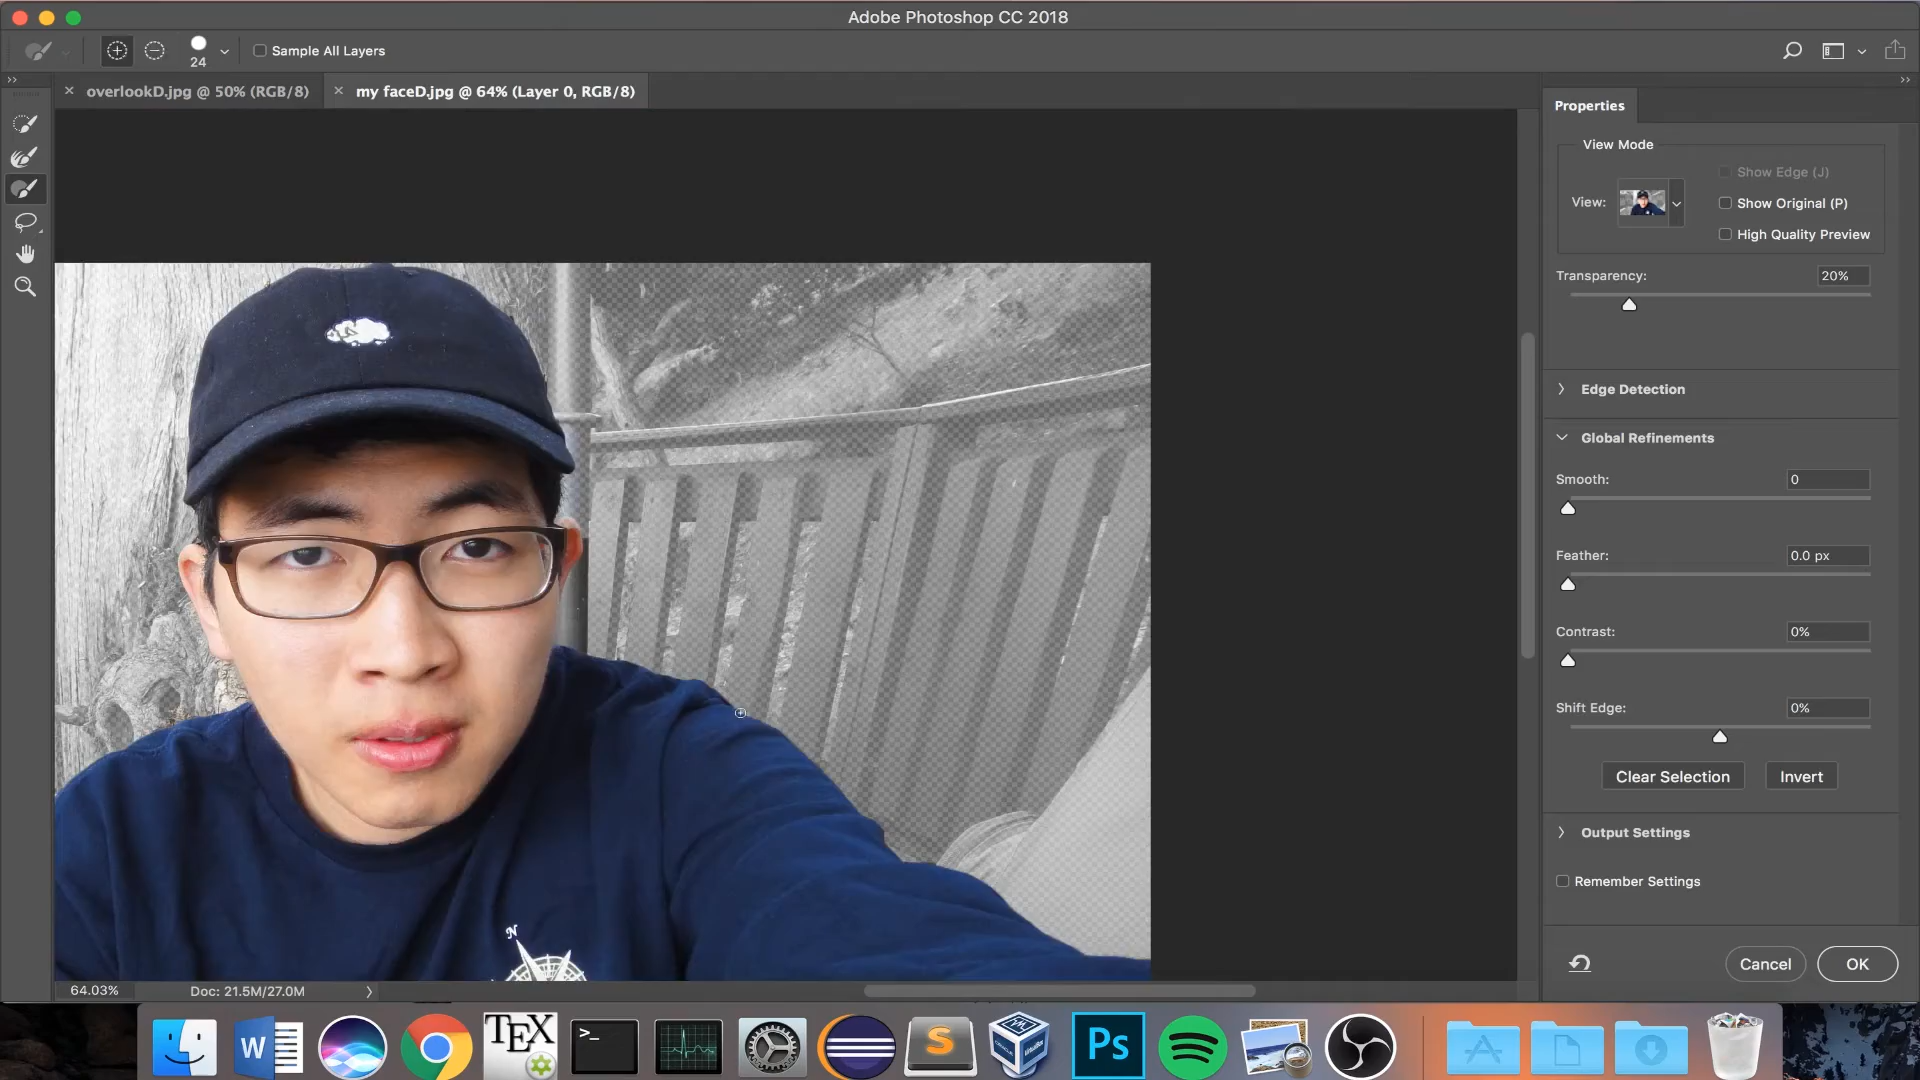 Adobe Photoshop CC 2018
24
Sample All Layers
overlookD.jpg @ 50% (RGB/8)
my faceD.jpg @ 64% (Layer 0, RGB/8)
Properties
View Mode
Show Edge (J)
View:
Show Original (P)
High Quality Preview
Transparency:
20%
Edge Detection
Global Refinements
Smooth:
0
Feather:
0.0 px
Contrast:
0%
Shift Edge:
0%
Clear Selection
Invert
Output Settings
Remember Settings
Cancel
OK
N
64.03%
Doc: 21.5M/27.0M
W
TEX
>_
S
Ps